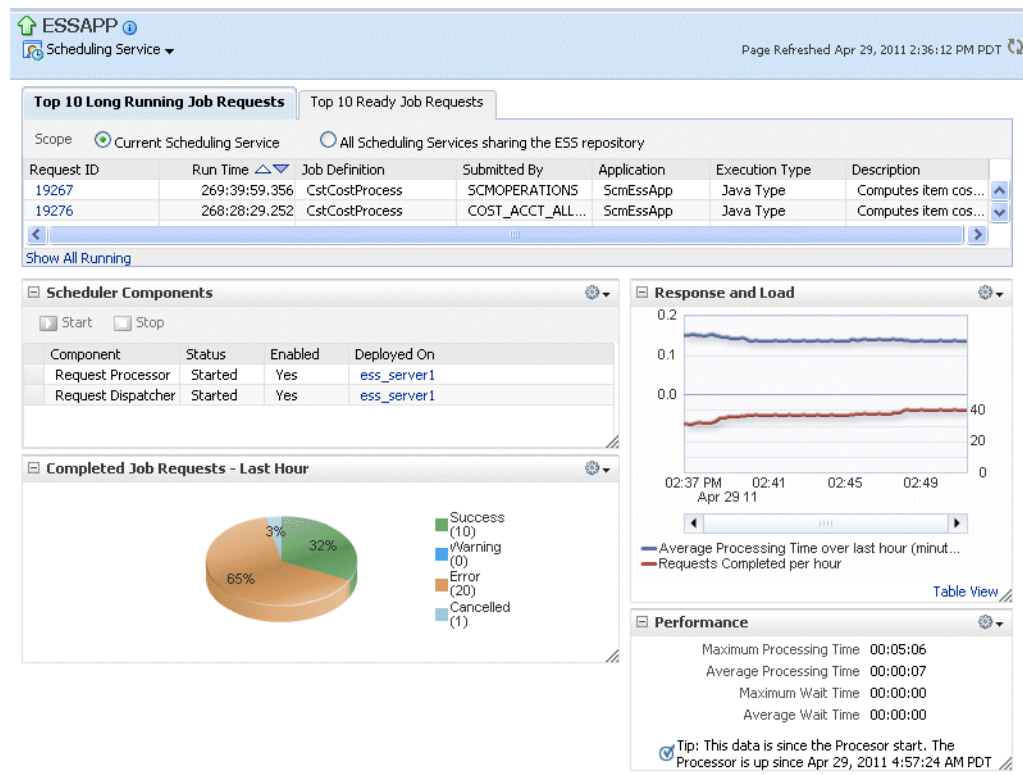 ESSAPP
Scheduling Service
Page Refreshed Apr 29, 2011 2:36:12 PM PDT
Top 10 Long Running Job Requests Top 10 Ready Job Requests
Scope Current Scheduling Service All Scheduling Services sharing the ESS repository
Request ID Run Time Job Definition Submitted By Application Execution Type Description
19267 269:39:59.356 CstCostProcess SCMOPERATIONS ScmEssApp Java Type Computes item cos...
19276 268:28:29.252 CstCostProcess COST_ACCT_ALL... ScmEssApp Java Type Computes item cos...
Show All Running
Scheduler Components
Start Stop
Component Status Enabled Deployed On
Request Processor Started Yes ess_server1
Request Dispatcher Started Yes ess_server1
Completed Job Requests - Last Hour
3%
32%
65%
Success
(10)
Warning
(0)
Error
(20)
Cancelled
(1)
Response and Load
0.2
0.1
0.0
40
20
0
02:37 PM 02:41 02:45 02:49
Apr 29 11
Average Processing Time over last hour (minut...
Requests Completed per hour
Table View
Performance
Maximum Processing Time 00:05:06
Average Processing Time 00:00:07
Maximum Wait Time 00:00:00
Average Wait Time 00:00:00
Tip: This data is since the Procesor start. The
Processor is up since Apr 29, 2011 4:57:24 AM PDT